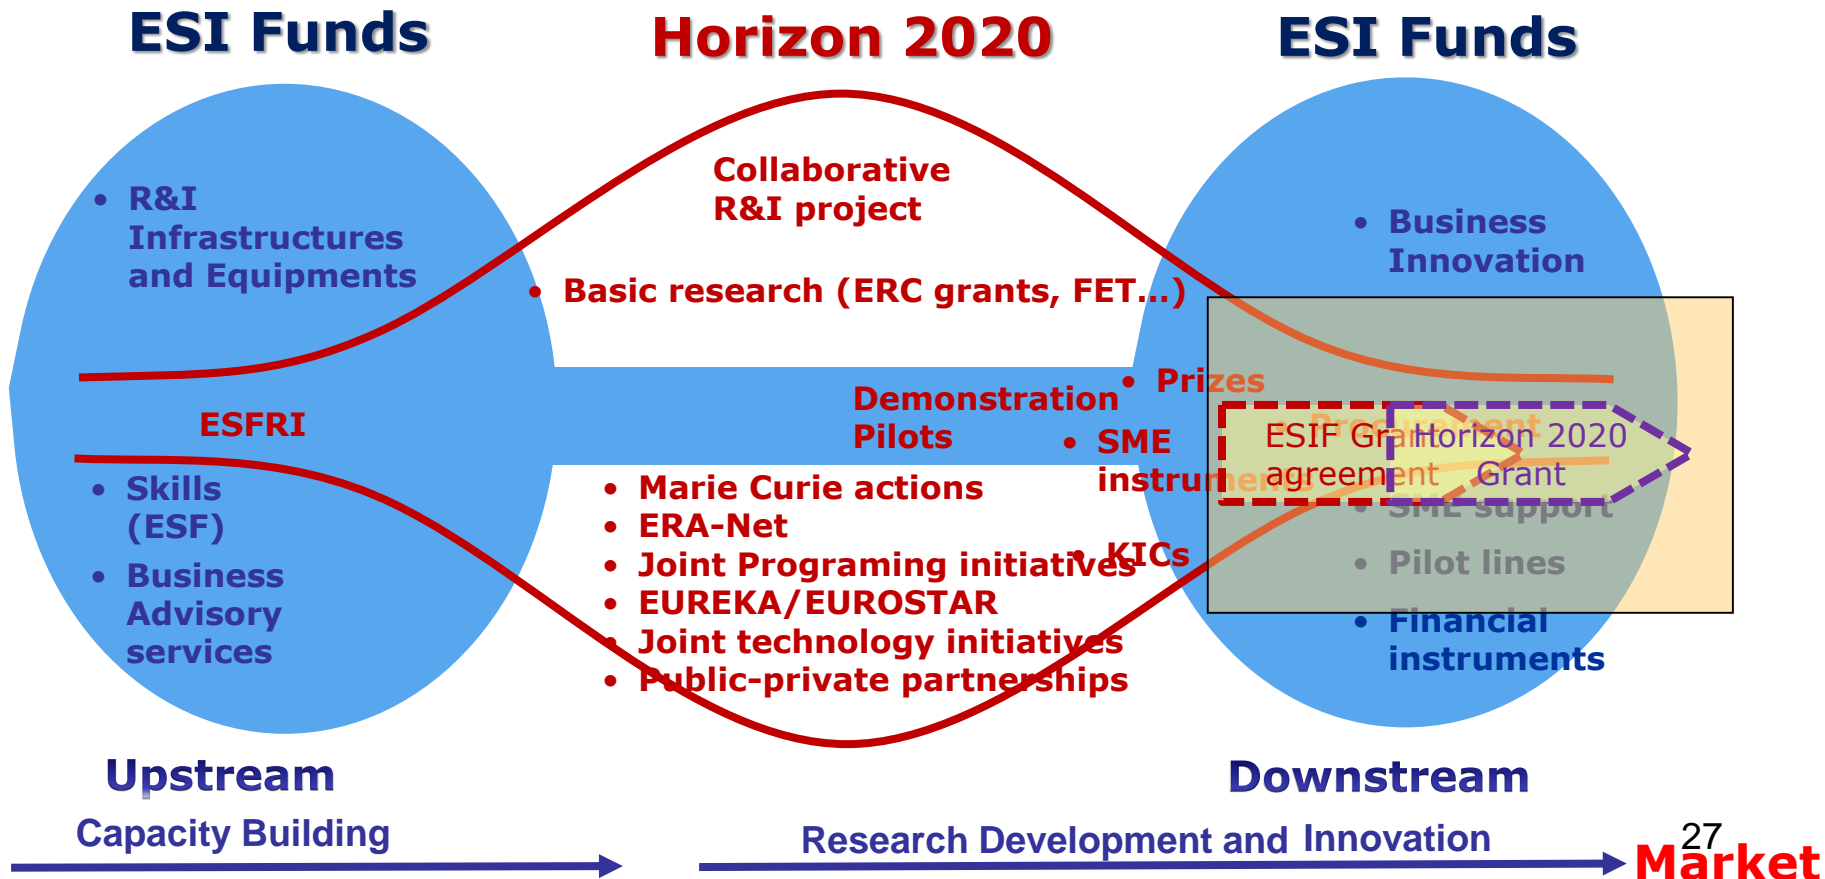 ESI Funds
Horizon 2020
ESI Funds
• R&I
Infrastructures
and Equipments
ESFRI
• Skills
(ESF)
• Business
Advisory
services
Collaborative
R&I project
• Basic research (ERC grants, FET…)
Demonstration
Pilots
• Prizes
• SME
instruments
• KICs
• Marie Curie actions
• ERA-Net
• Joint Programing initiatives
• EUREKA/EUROSTAR
• Joint technology initiatives
• Public-private partnerships
• Business
Innovation
• Procurement
ESIF Grant
agreement
Horizon 2020
Grant
• SME support
• Pilot lines
• Financial
instruments
Upstream
Downstream
Capacity Building
Research Development and Innovation
27
Market